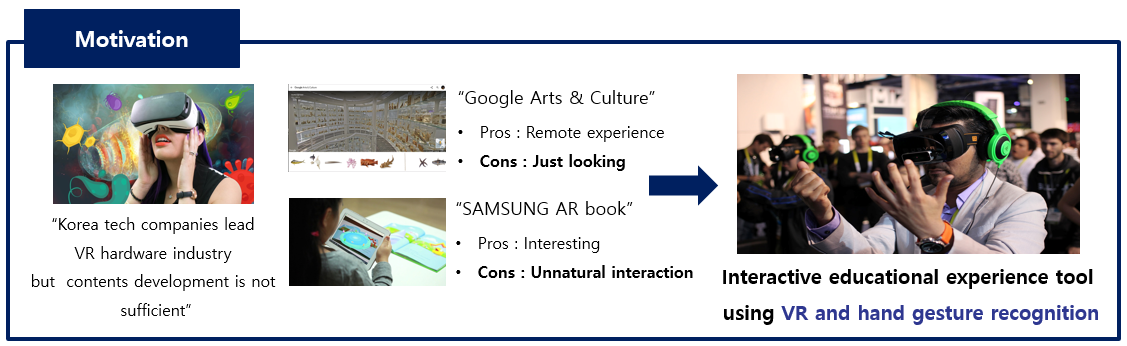 Motivation
“Korea tech companies lead
VR hardware industry
but contents development is not
sufficient”
“Google Arts & Culture”
• Pros : Remote experience
• Cons : Just looking
“SAMSUNG AR book”
• Pros : Interesting
• Cons : Unnatural interaction
Interactive educational experience tool
using VR and hand gesture recognition